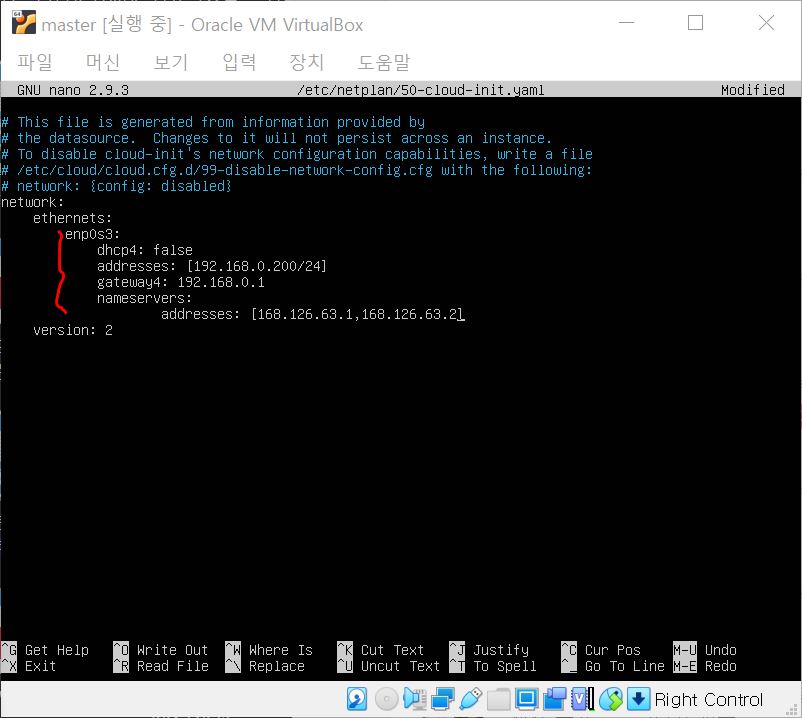 master [실행 중] - Oracle VM VirtualBox
파일 머신 보기 입력 장치 도움말
GNU nano 2.9.3 /etc/netplan/50-cloud-init.yaml Modified
# This file is generated from information provided by
# the datasource.  Changes to it will not persist across an instance.
# To disable cloud-init's network configuration capabilities, write a file
# /etc/cloud/cloud.cfg.d/99-disable-network-config.cfg with the following:
# network: {config: disabled}
network:
    ethernets:
        enp0s3:
            dhcp4: false
            addresses: [192.168.0.200/24]
            gateway4: 192.168.0.1
            nameservers:
                    addresses: [168.126.63.1,168.126.63.2]
    version: 2
^G Get Help ^O Write Out ^W Where Is ^K Cut Text ^J Justify ^C Cur Pos M-U Undo
^X Exit ^R Read File ^\ Replace ^U Uncut Text ^T To Spell ^_ Go To Line M-E Redo
Right Control